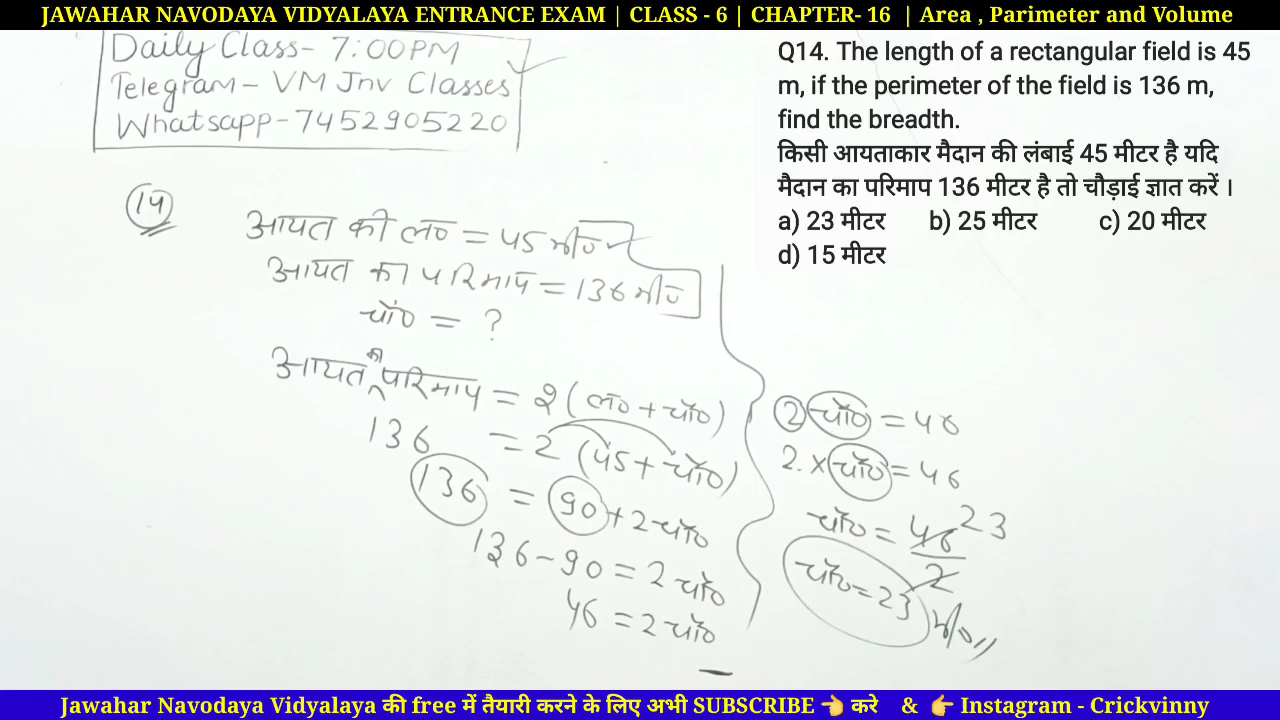 JAWAHAR NAVODAYA VIDYALAYA ENTRANCE EXAM | CLASS - 6 | CHAPTER- 16 | Area , Parimeter and Volume
Daily Class- 7:00PM
Telegram- VM Jnv Classes
Whatsapp-7452905220
Q14. The length of a rectangular field is 45
m, if the perimeter of the field is 136 m,
find the breadth.
किसी आयताकार मैदान की लंबाई 45 मीटर है यदि
मैदान का परिमाप 136 मीटर है तो चौड़ाई ज्ञात करें ।
a) 23 मीटर b) 25 मीटर c) 20 मीटर
d) 15 मीटर
14
आयत की ल० = 45 मी०
आयत का परिमाप = 136 मी०
चौ० = ?
आयत का परिमाप = 2 (ल० + चौ०)
136 = 2 (45 + चौ०)
136 = 90 + 2 चौ०
136 - 90 = 2 चौ०
46 = 2 चौ०
2 चौ० = 46
2 . x चौ० = 46
चौ० = 46 23
2
चौ० = 23 मी०
Jawahar Navodaya Vidyalaya की free में तैयारी करने के लिए अभी SUBSCRIBE 👈 करे & 👉 Instagram - Crickvinny